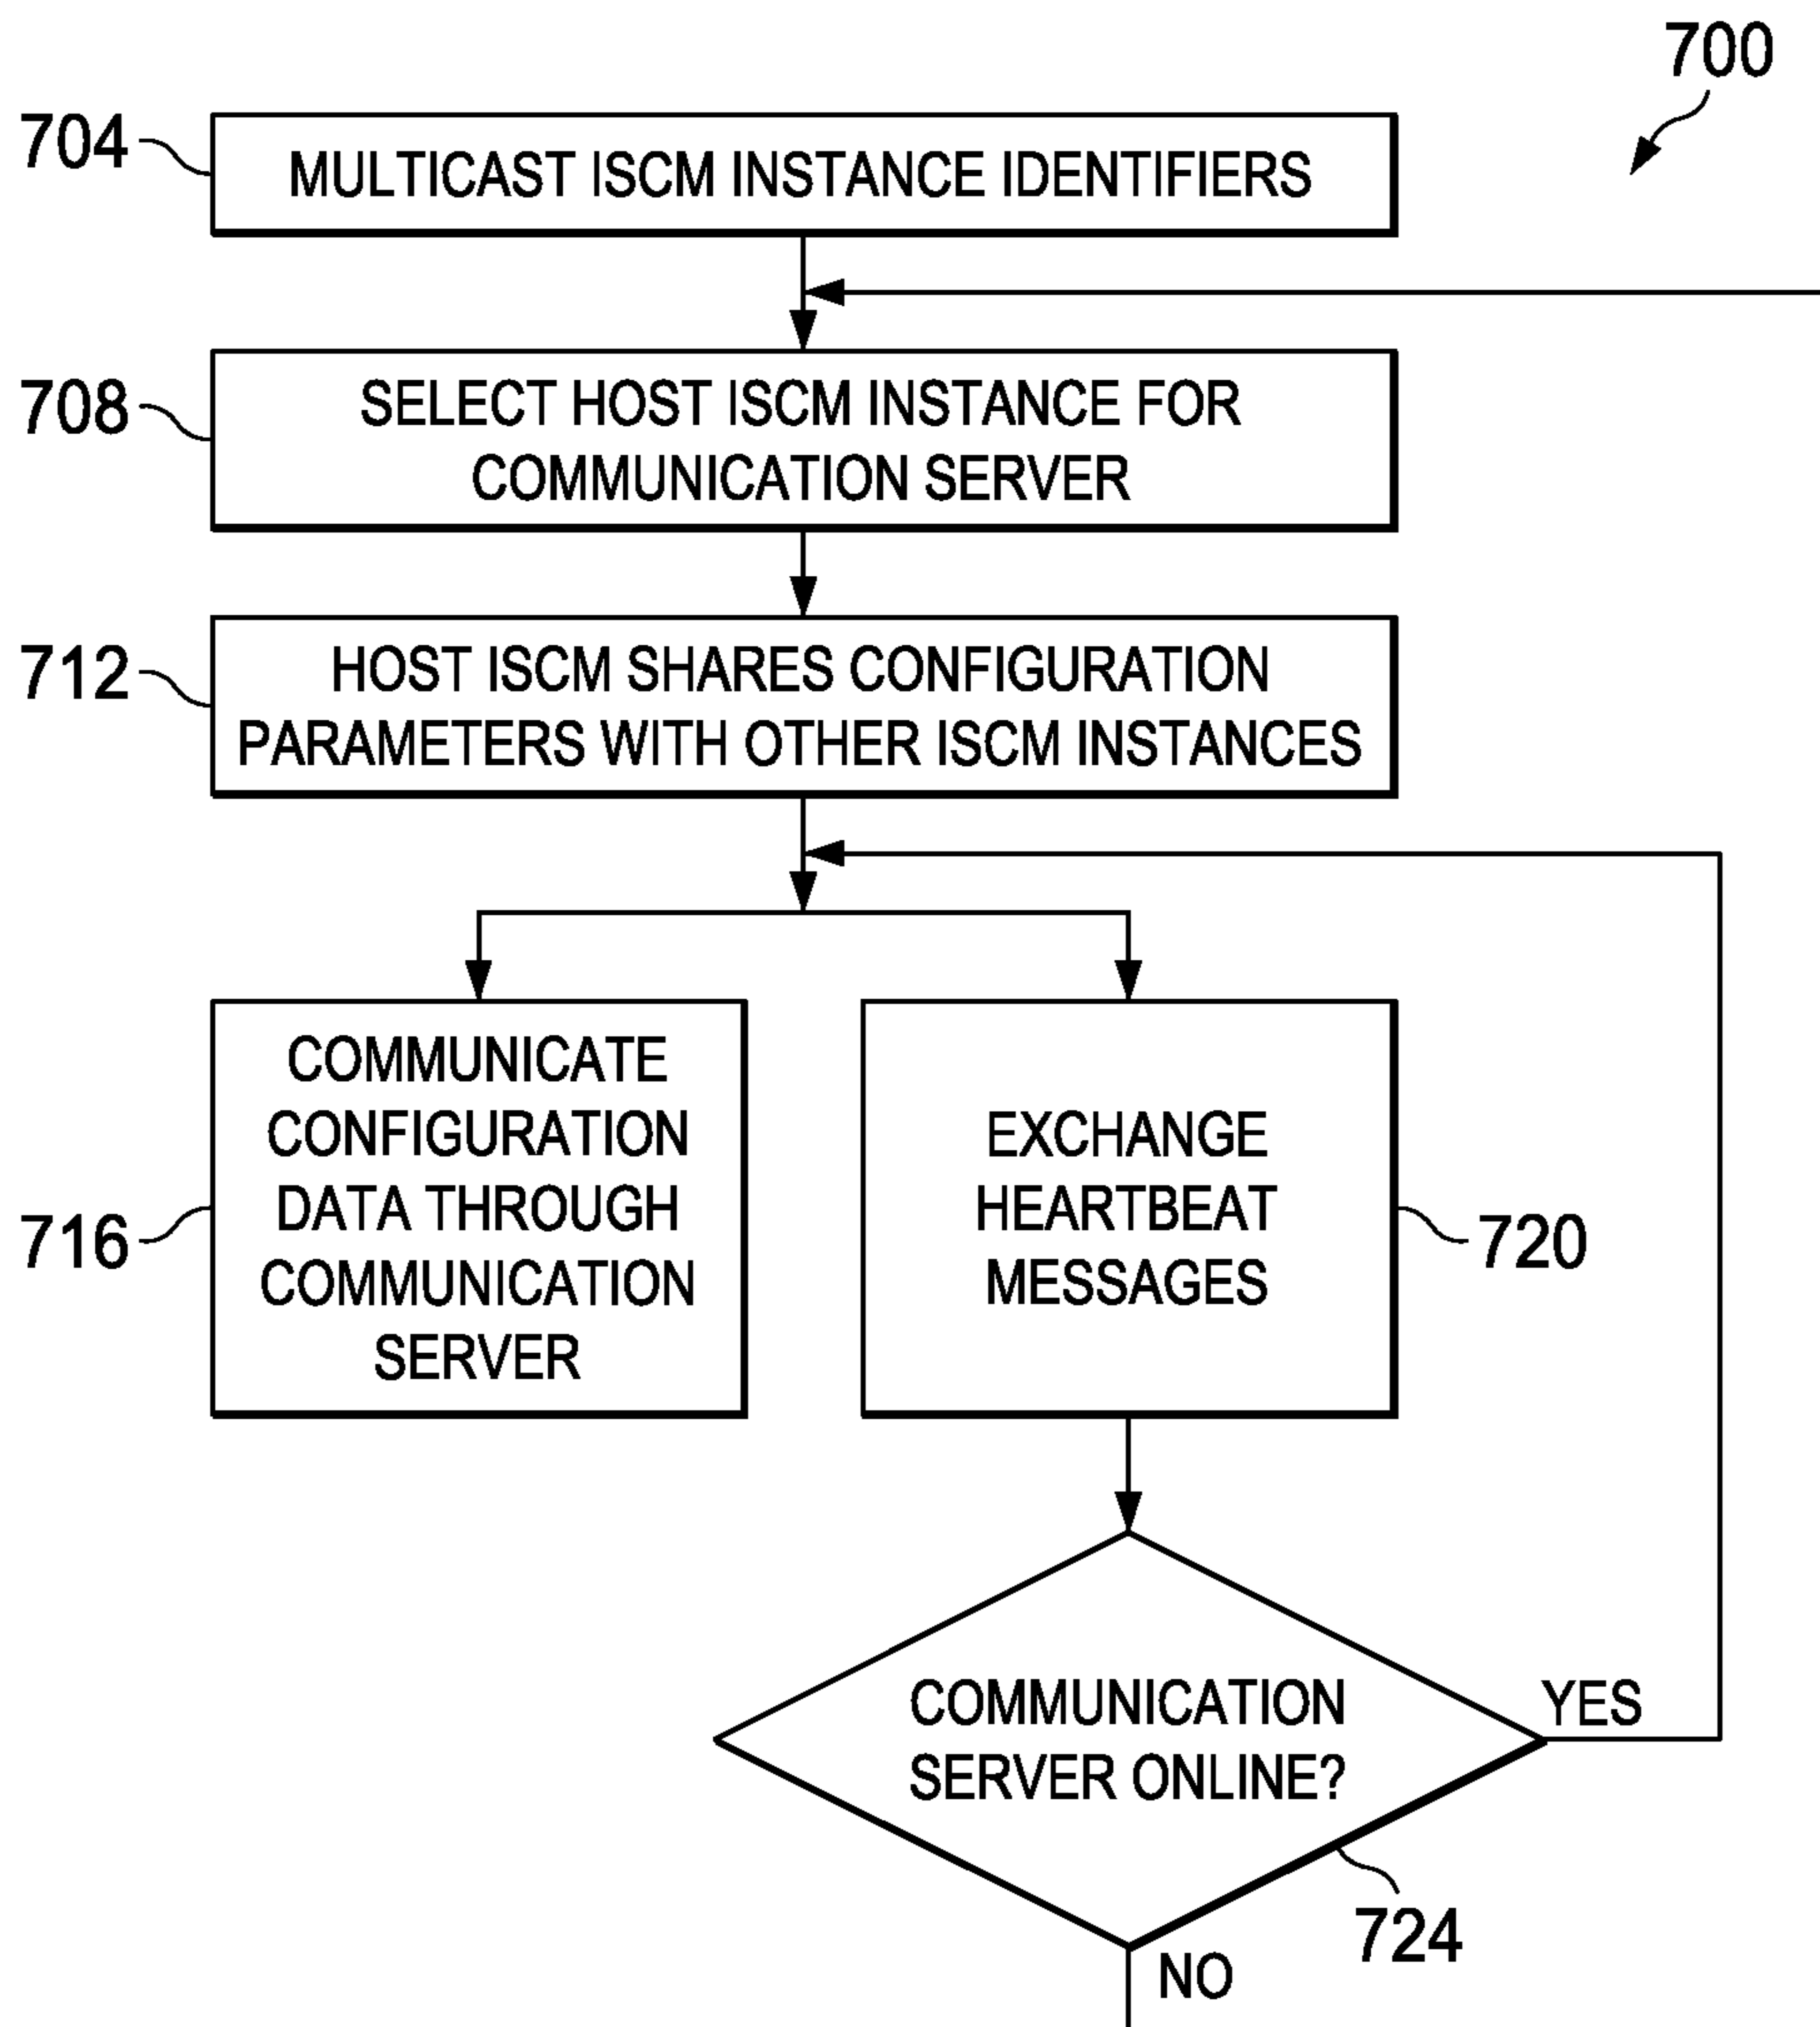 700
704
MULTICAST ISCM INSTANCE IDENTIFIERS
708
SELECT HOST ISCM INSTANCE FOR
COMMUNICATION SERVER
712
HOST ISCM SHARES CONFIGURATION
PARAMETERS WITH OTHER ISCM INSTANCES
716
COMMUNICATE
CONFIGURATION
DATA THROUGH
COMMUNICATION
SERVER
EXCHANGE
HEARTBEAT
MESSAGES
720
COMMUNICATION
SERVER ONLINE?
YES
724
NO